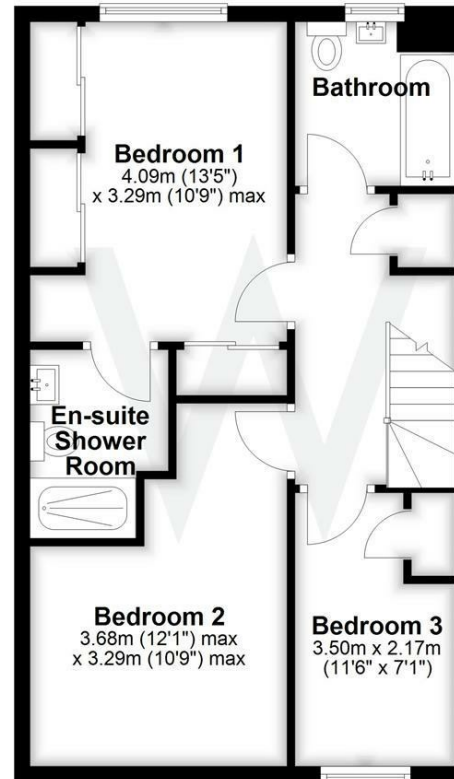 Bathroom
Bedroom 1
4.09m (13'5")
x 3.29m (10'9") max
En-suite
Shower
Room
Bedroom 2
3.68m (12'1") max
x 3.29m (10'9") max
Bedroom 3
3.50m x 2.17m
(11'6" x 7'1")
W